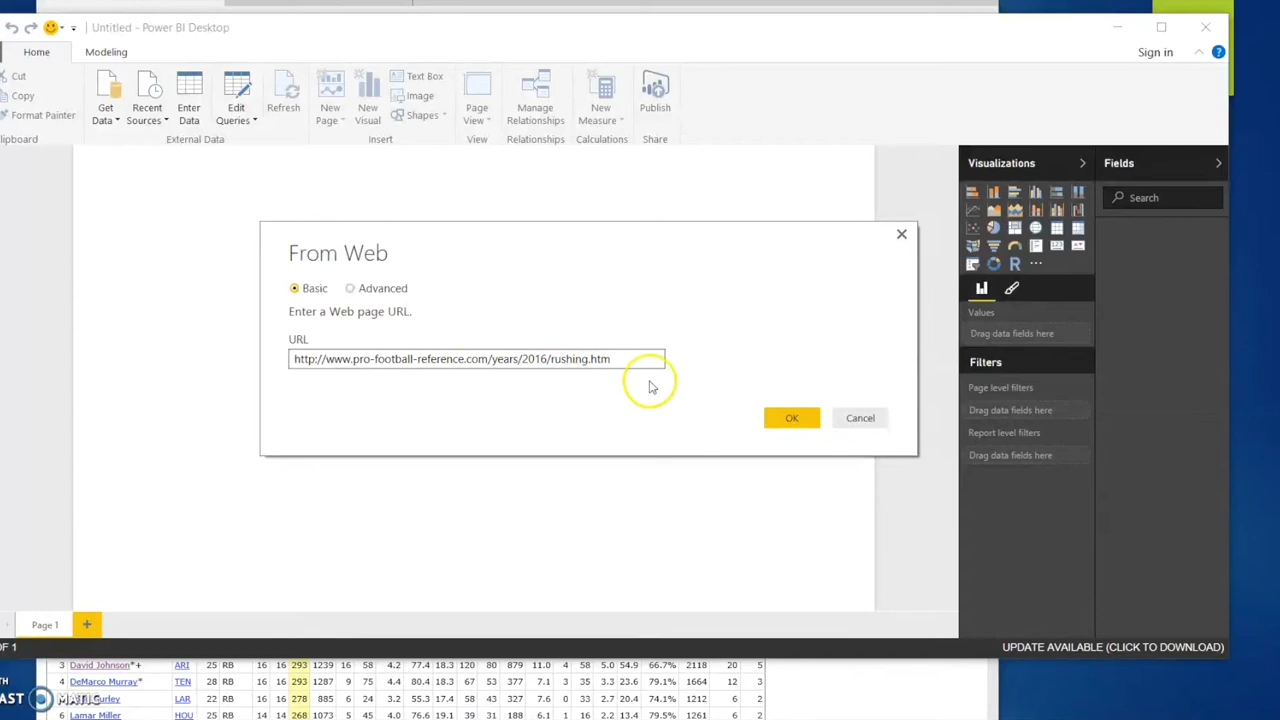 Untitled - Power BI Desktop
Home Modeling Sign in
Cut
Copy
Format Painter
lipboard
Get Data
Recent Sources
Enter Data
External Data
Edit Queries
Refresh
New Page
New Visual
Text Box
Image
Shapes
Insert
Page View
View
Manage Relationships
Relationships
New Measure
Calculations
Publish
Share
Visualizations
Fields
Search
R
Values
Drag data fields here
Filters
Page level filters
Drag data fields here
Report level filters
Drag data fields here
From Web
Basic Advanced
Enter a Web page URL.
URL
http://www.pro-football-reference.com/years/2016/rushing.htm
OK Cancel
Page 1
OF 1
UPDATE AVAILABLE (CLICK TO DOWNLOAD)
3 David Johnson*+ ARI 25 RB 16 16 293 1239 16 58 4.2 77.4 18.3 120 80 879 11.0 4 58 5.0 54.9 66.7% 2118 20 3
4 DeMarco Murray* TEN 28 RB 16 16 293 1287 9 75 4.4 80.4 18.3 67 53 377 7.1 3 35 3.3 23.6 79.1% 1664 12 3
urley LAR 22 RB 16 16 278 885 6 24 3.2 55.3 17.4 58 43 327 7.6 0 33 2.7 20.4 74.1% 1212 6 2
6 Lamar Miller HOU 25 RB 14 14 268 1073 5 45 4.0 76.6 19.1 39 31 188 6.1 1 16 2.2 13.4 79.5% 1261 6 2
TH
AST MATIC